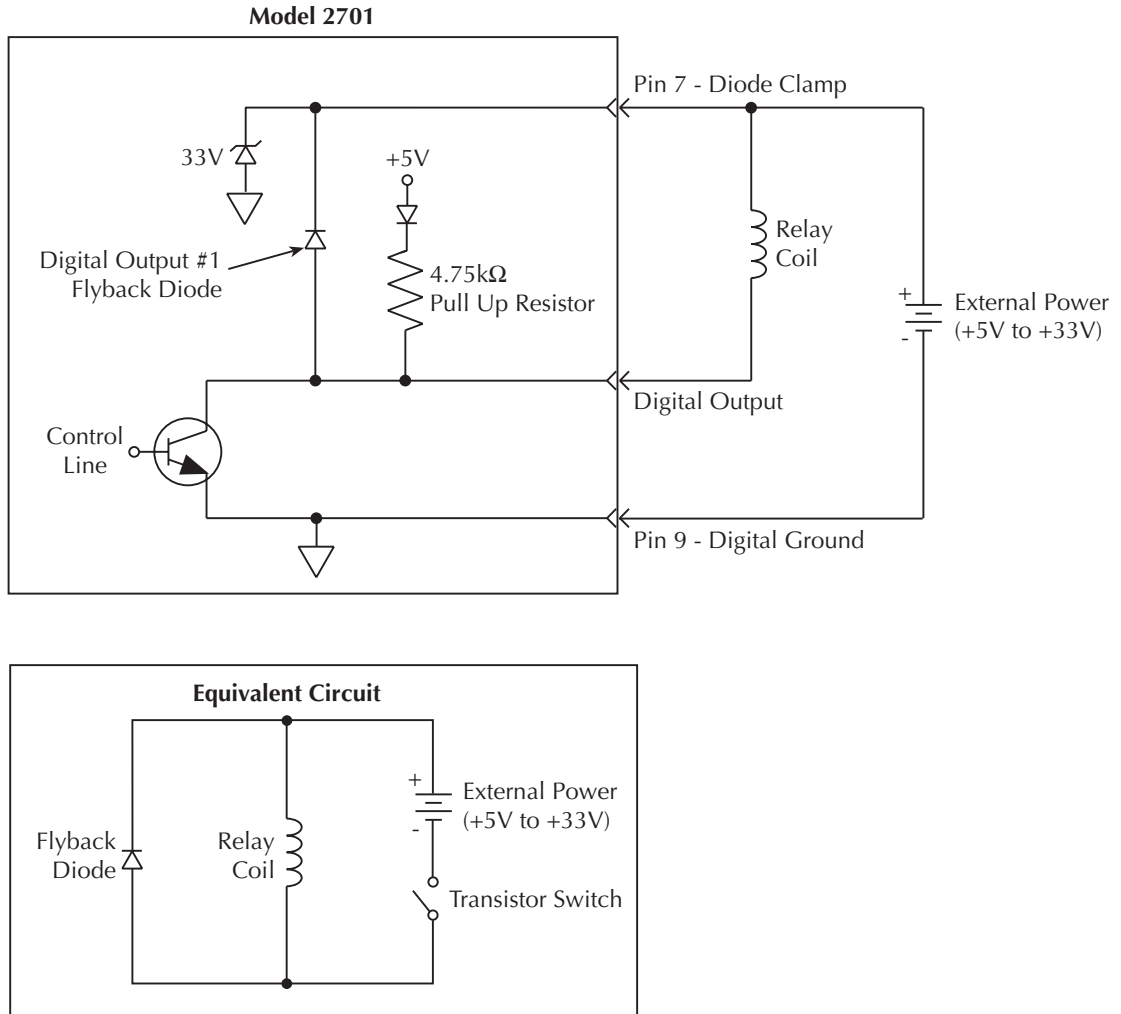 Model 2701
Pin 7 - Diode Clamp
33V
+5V
Digital Output #1
Flyback Diode
4.75kΩ
Pull Up Resistor
Relay
Coil
+
-
External Power
(+5V to +33V)
Digital Output
Control
Line
Pin 9 - Digital Ground
Equivalent Circuit
Flyback
Diode
Relay
Coil
+
-
External Power
(+5V to +33V)
Transistor Switch